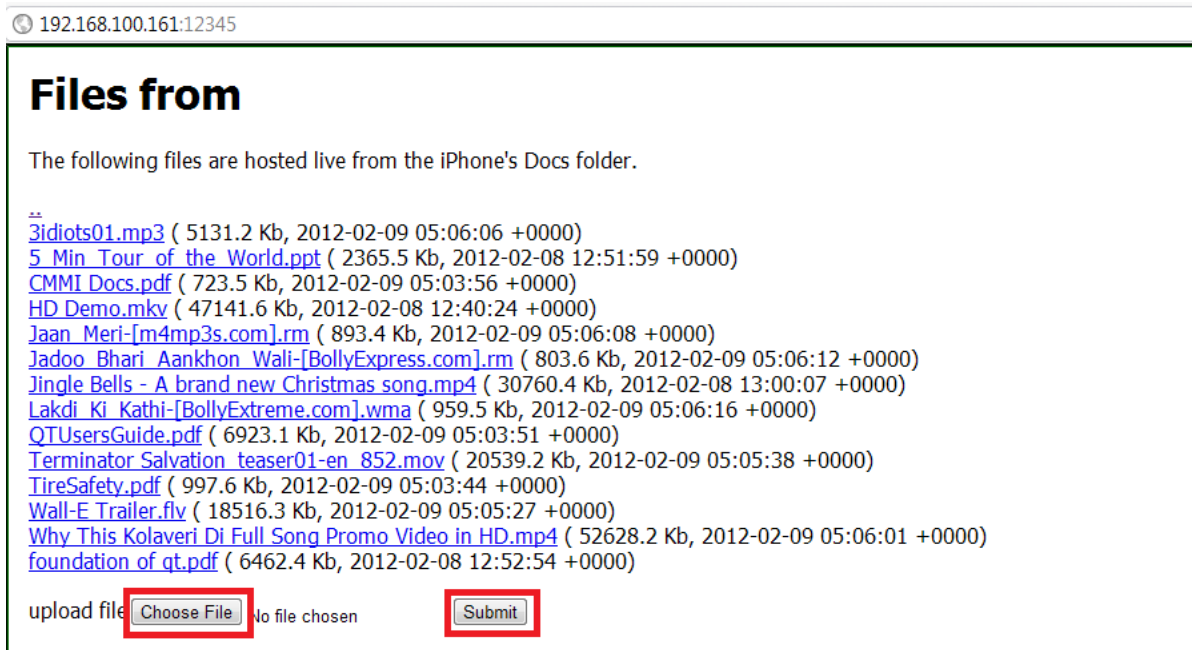 192.168.100.161:12345
Files from
The following files are hosted live from the iPhone's Docs folder.
..
3idiots01.mp3 ( 5131.2 Kb, 2012-02-09 05:06:06 +0000)
5_Min_Tour_of_the_World.ppt ( 2365.5 Kb, 2012-02-08 12:51:59 +0000)
CMMI Docs.pdf ( 723.5 Kb, 2012-02-09 05:03:56 +0000)
HD Demo.mkv ( 47141.6 Kb, 2012-02-08 12:40:24 +0000)
Jaan_Meri-[m4mp3s.com].rm ( 893.4 Kb, 2012-02-09 05:06:08 +0000)
Jadoo_Bhari_Aankhon_Wali-[BollyExpress.com].rm ( 803.6 Kb, 2012-02-09 05:06:12 +0000)
Jingle Bells - A brand new Christmas song.mp4 ( 30760.4 Kb, 2012-02-08 13:00:07 +0000)
Lakdi_Ki_Kathi-[BollyExtreme.com].wma ( 959.5 Kb, 2012-02-09 05:06:16 +0000)
QTUsersGuide.pdf ( 6923.1 Kb, 2012-02-09 05:03:51 +0000)
Terminator Salvation_teaser01-en_852.mov ( 20539.2 Kb, 2012-02-09 05:05:38 +0000)
TireSafety.pdf ( 997.6 Kb, 2012-02-09 05:03:44 +0000)
Wall-E Trailer.flv ( 18516.3 Kb, 2012-02-09 05:05:27 +0000)
Why This Kolaveri Di Full Song Promo Video in HD.mp4 ( 52628.2 Kb, 2012-02-09 05:06:01 +0000)
foundation of qt.pdf ( 6462.4 Kb, 2012-02-08 12:52:54 +0000)
upload file Choose File No file chosen Submit